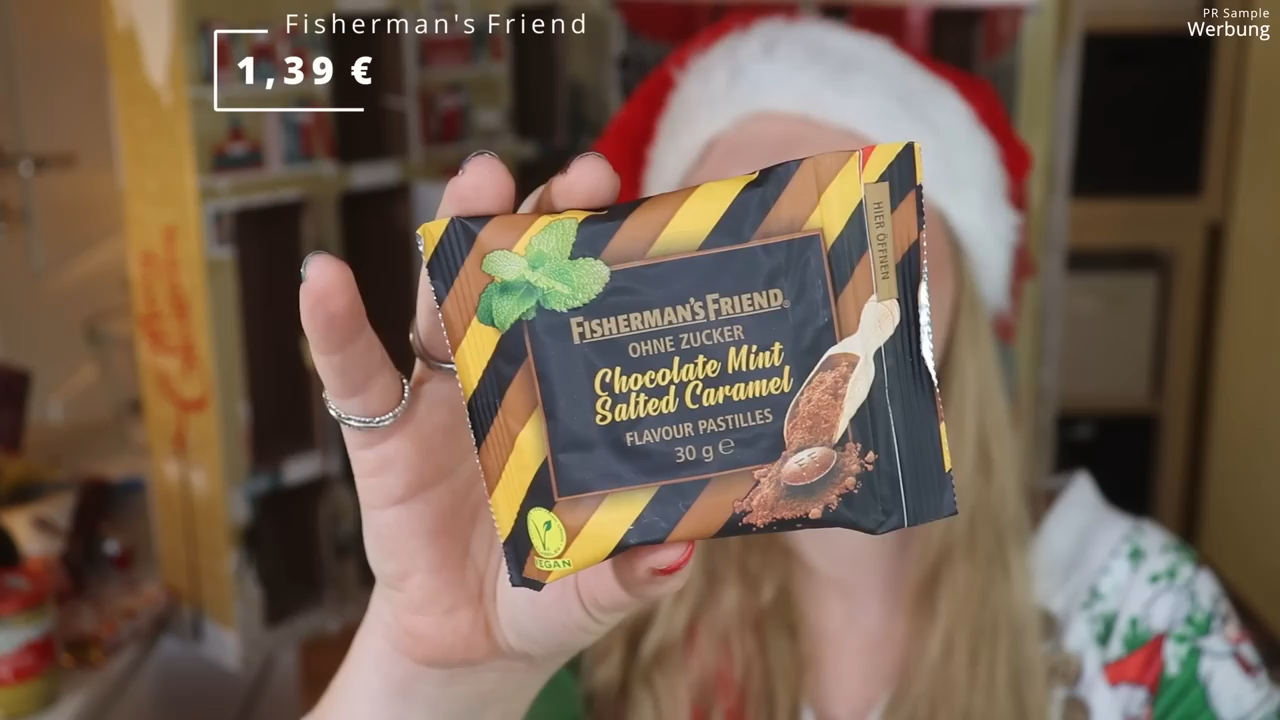 Fisherman's Friend
1,39 €
PR Sample
Werbung
HIER ÖFFNEN
FISHERMAN'S FRIEND®
OHNE ZUCKER
Chocolate Mint
Salted Caramel
FLAVOUR PASTILLES
30 g ℮
VEGAN